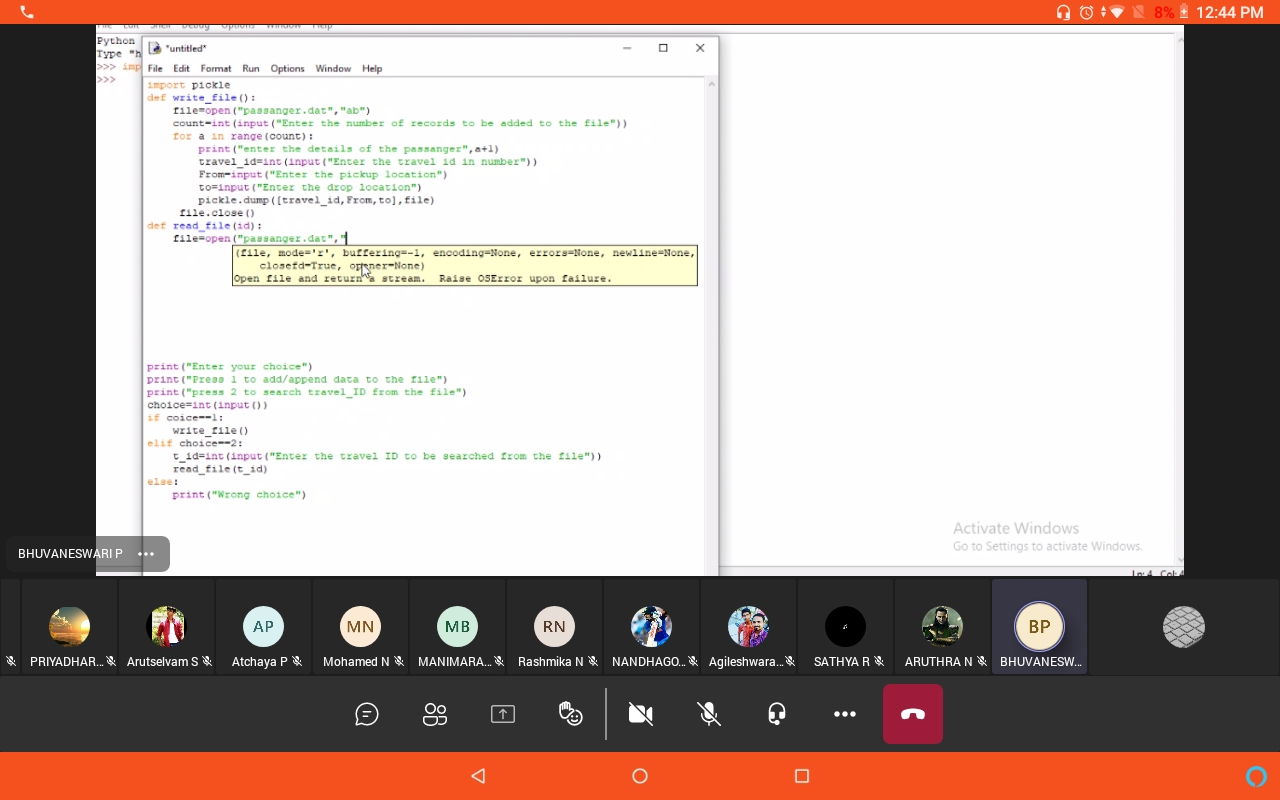 8% 12:44 PM
File Edit Shell Debug Options Window Help
Python
Type "h
>>> imp
>>>
*untitled*
File Edit Format Run Options Window Help
import pickle
def write_file():
file=open("passanger.dat","ab")
count=int(input("Enter the number of records to be added to the file"))
for a in range(count):
print("enter the details of the passanger",a+1)
travel_id=int(input("Enter the travel id in number"))
From=input("Enter the pickup location")
to=input("Enter the drop location")
pickle.dump([travel_id,From,to],file)
file.close()
def read_file(id):
file=open("passanger.dat","
(file, mode='r', buffering=-1, encoding=None, errors=None, newline=None,
closefd=True, opener=None)
Open file and return a stream. Raise OSError upon failure.
print("Enter your choice")
print("Press 1 to add/append data to the file")
print("press 2 to search travel_ID from the file")
choice=int(input())
if coice==1:
write_file()
elif choice==2:
t_id=int(input("Enter the travel ID to be searched from the file"))
read_file(t_id)
else:
print("Wrong choice")
Activate Windows
Go to Settings to activate Windows.
Ln: 4 Col: 4
BHUVANESWARI P
AP MN MB RN BP
PRIYADHAR... Arutselvam S Atchaya P Mohamed N MANIMARA... Rashmika N NANDHAGO... Agileshwara... SATHYA R ARUTHRA N BHUVANESW...